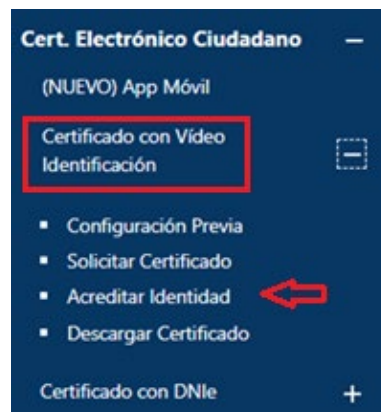 Cert. Electrónico Ciudadano
(NUEVO) App Móvil
Certificado con Vídeo
Identificación
Configuración Previa
Solicitar Certificado
Acreditar Identidad
Descargar Certificado
Certificado con DNIe